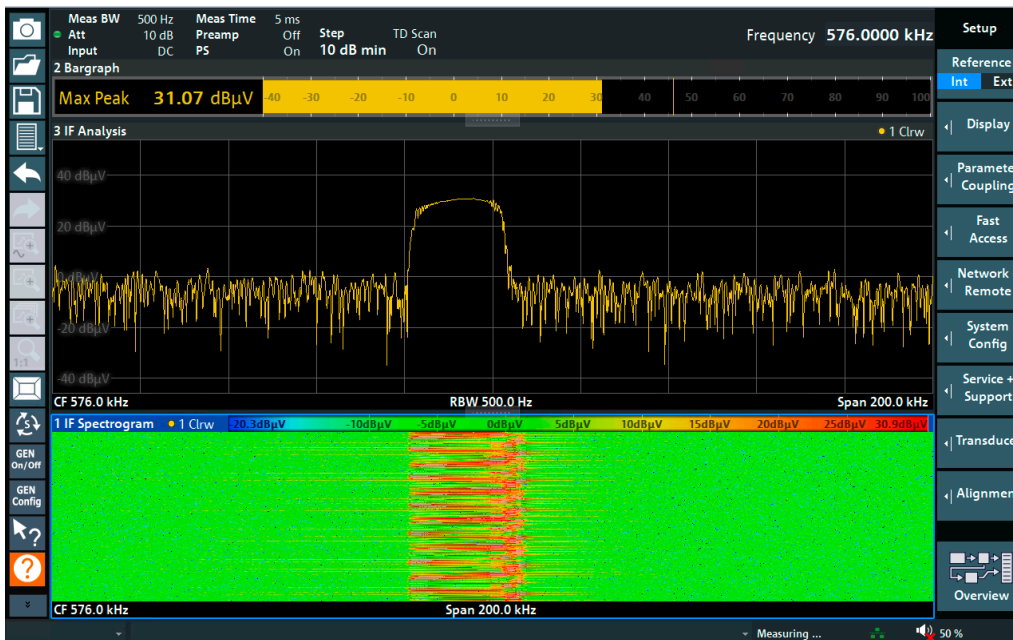 Meas BW 500 Hz Meas Time 5 ms
Att 10 dB Preamp Off Step TD Scan
Input DC PS On 10 dB min On
Frequency 576.0000 kHz
2 Bargraph
Max Peak 31.07 dBµV -40 -30 -20 -10 0 10 20 30 40 50 60 70 80 90 100
3 IF Analysis 1 Clrw
40 dBµV
20 dBµV
0 dBµV
-20 dBµV
-40 dBµV
CF 576.0 kHz RBW 500.0 Hz Span 200.0 kHz
1 IF Spectrogram 1 Clrw 20.3dBµV -10dBµV -5dBµV 0dBµV 5dBµV 10dBµV 15dBµV 20dBµV 25dBµV 30.9dBµV
CF 576.0 kHz Span 200.0 kHz
Measuring ... 50 %
1:1
GEN
On/Off
GEN
Config
Setup
Reference
Int Ext
Display
Paramete
Coupling
Fast
Access
Network
Remote
System
Config
Service +
Support
Transduce
Alignmen
Overview